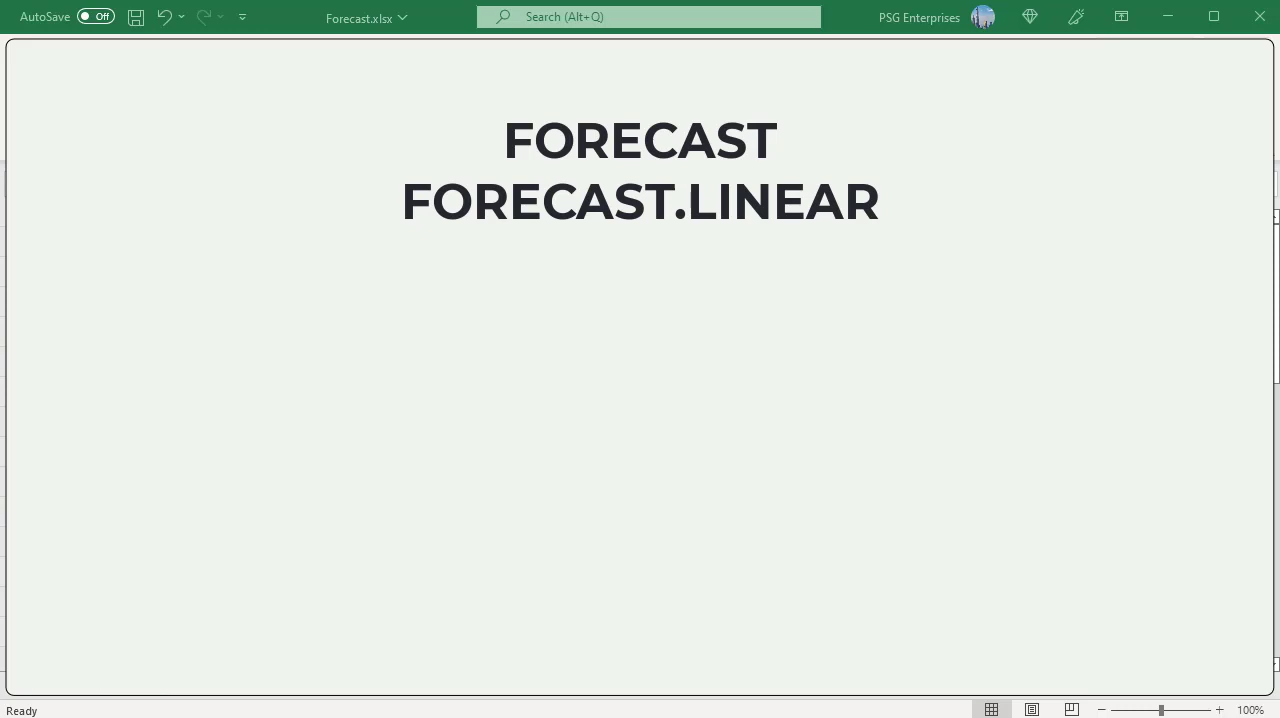 AutoSave Off Forecast.xlsx Search (Alt+Q) PSG Enterprises
FORECAST
FORECAST.LINEAR
Ready 100%